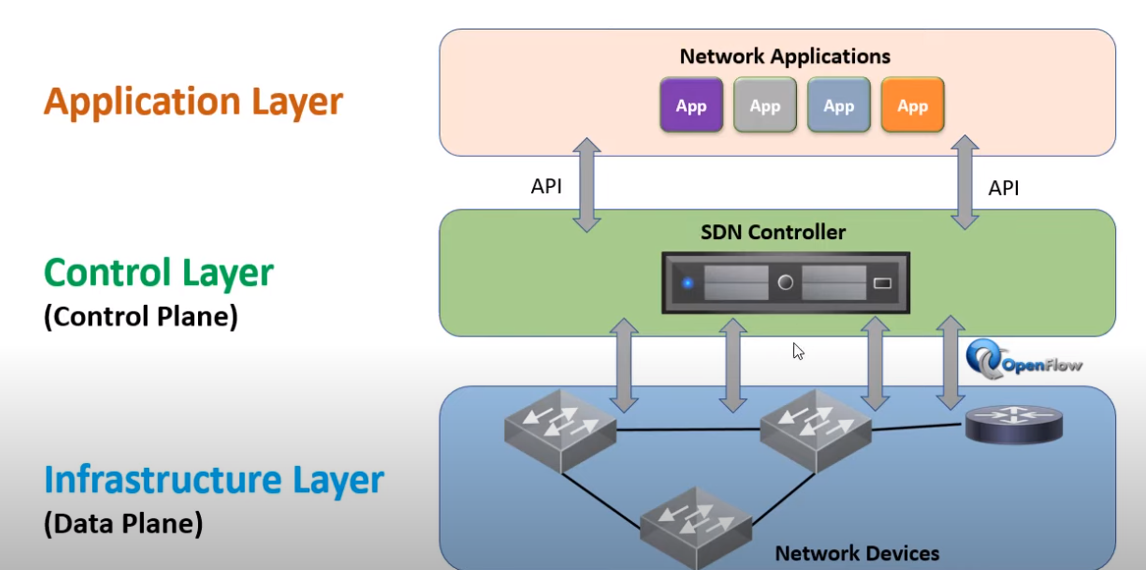 Application Layer
Network Applications
App App App App
API API
Control Layer
(Control Plane)
SDN Controller
OpenFlow
Infrastructure Layer
(Data Plane)
Network Devices